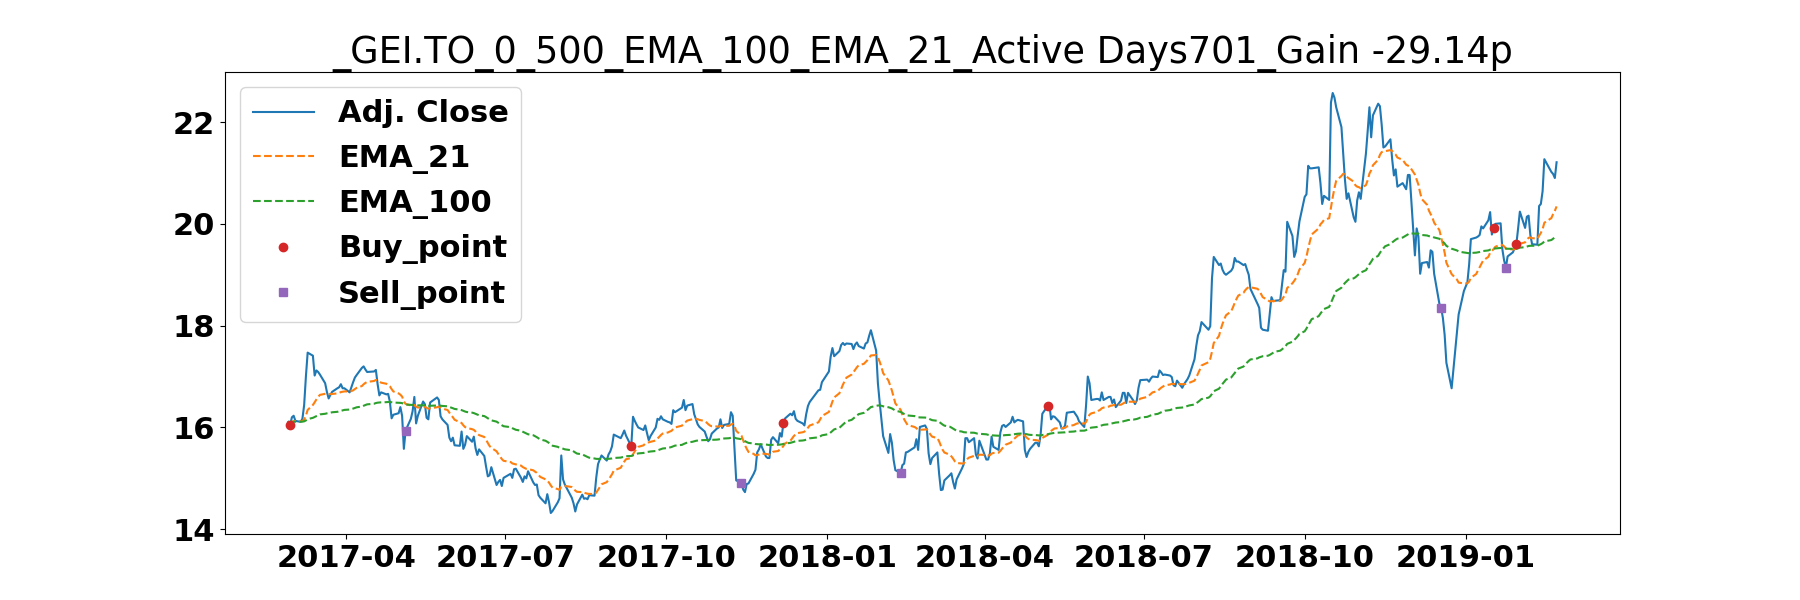 _GEI.TO_0_500_EMA_100_EMA_21_Active Days701_Gain -29.14p
Adj. Close
EMA_21
EMA_100
Buy_point
Sell_point
22
20
18
16
14
2017-04 2017-07 2017-10 2018-01 2018-04 2018-07 2018-10 2019-01